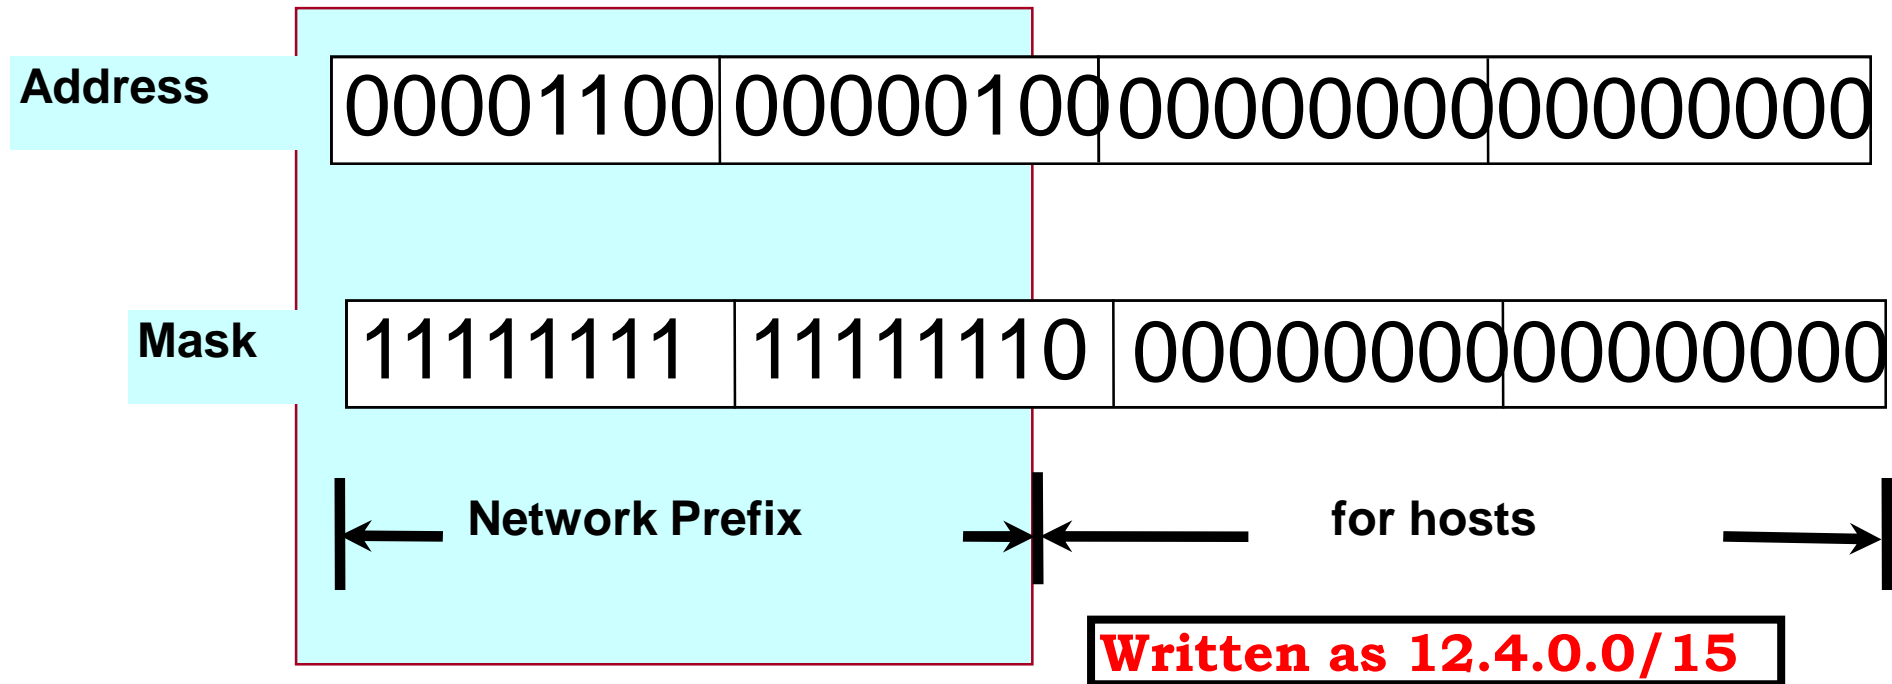 Address 00001100 00000100 00000000 00000000
Mask 11111111 11111110 00000000 00000000
Network Prefix for hosts
Written as 12.4.0.0/15